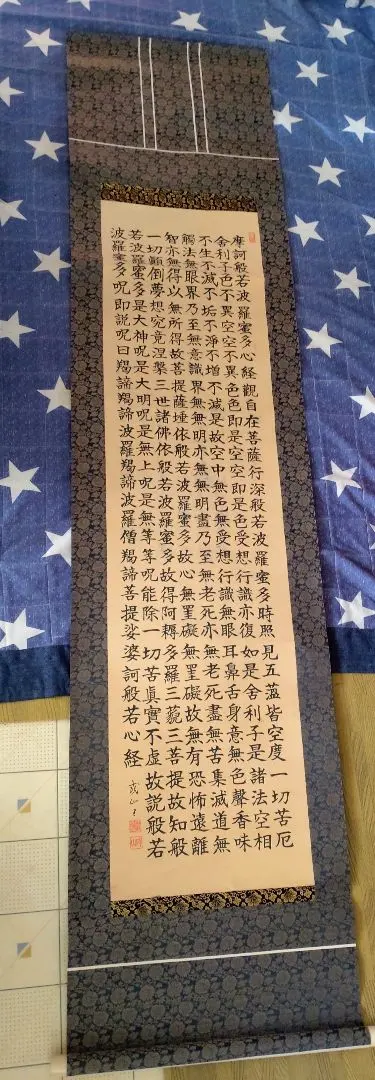 摩訶般若波羅蜜多心経觀自在菩薩行深般若波羅蜜多時照見五蘊皆空度一切苦厄
舍利子色不異空空不異色色即是空空即是色受想行識亦復如是舍利子是諸法空相
不生不滅不垢不淨不增不減是故空中無色無受想行識無眼耳鼻舌身意無色聲香味
觸法無眼界乃至無意識界無無明亦無無明盡乃至無老死亦無老死盡無苦集滅道無
智亦無得以無所得故菩提薩埵依般若波羅蜜多故心無罣礙無罣礙故無有恐怖遠離
一切顛倒夢想究竟涅槃三世諸佛依般若波羅蜜多故得阿耨多羅三藐三菩提故知般
若波羅蜜多是大神呪是大明呪是無上呪是無等等呪能除一切苦眞實不虛故説般若
波羅蜜多呪即説呪曰羯諦羯諦波羅羯諦波羅僧羯諦菩提娑婆訶般若心経